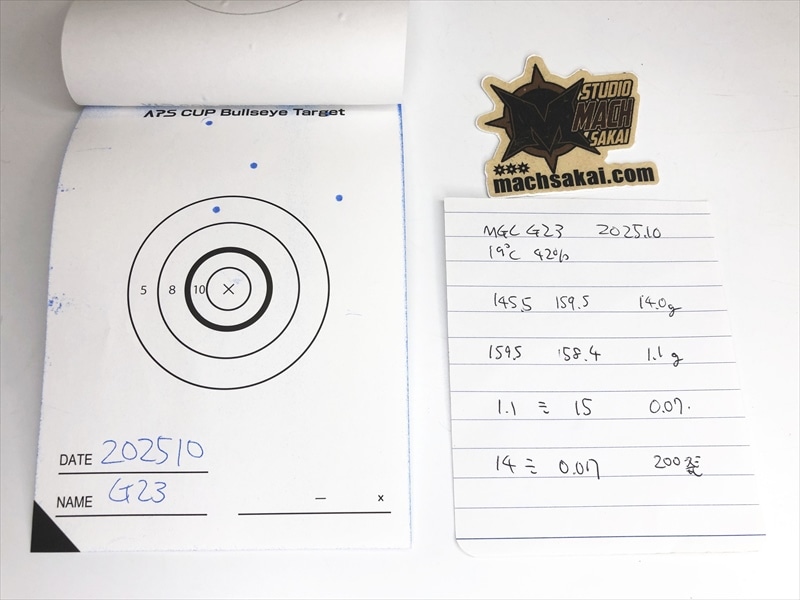 APS CUP Bullseye Target
5 8 10
DATE 202510
NAME G23
— x
STUDIO
MACH
SAKAI
machsakai.com
MGC G23 2025.10
19℃ 42%
145.5 159.5 14.0g
159.5 158.4 1.1g
1.1 ÷ 15 0.07.
14 ÷ 0.07 200発